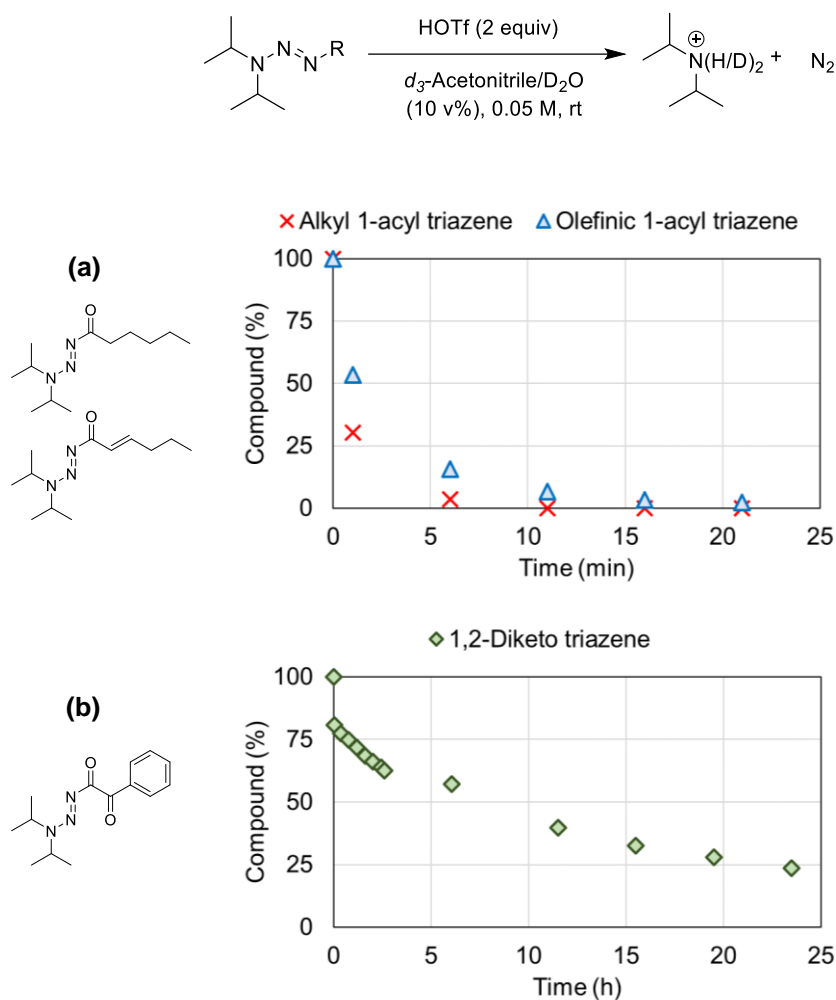 HOTf (2 equiv)
N N N R
d3-Acetonitrile/D2O
(10 v%), 0.05 M, rt
⊕
N(H/D)2 + N2
× Alkyl 1-acyl triazene △ Olefinic 1-acyl triazene
(a)
O
N
N
N
O
N
N
N
Compound (%)
100
75
50
25
0
0 5 10 15 20 25
Time (min)
1,2-Diketo triazene
(b)
O
N
N
N
O
Compound (%)
100
75
50
25
0
0 5 10 15 20 25
Time (h)